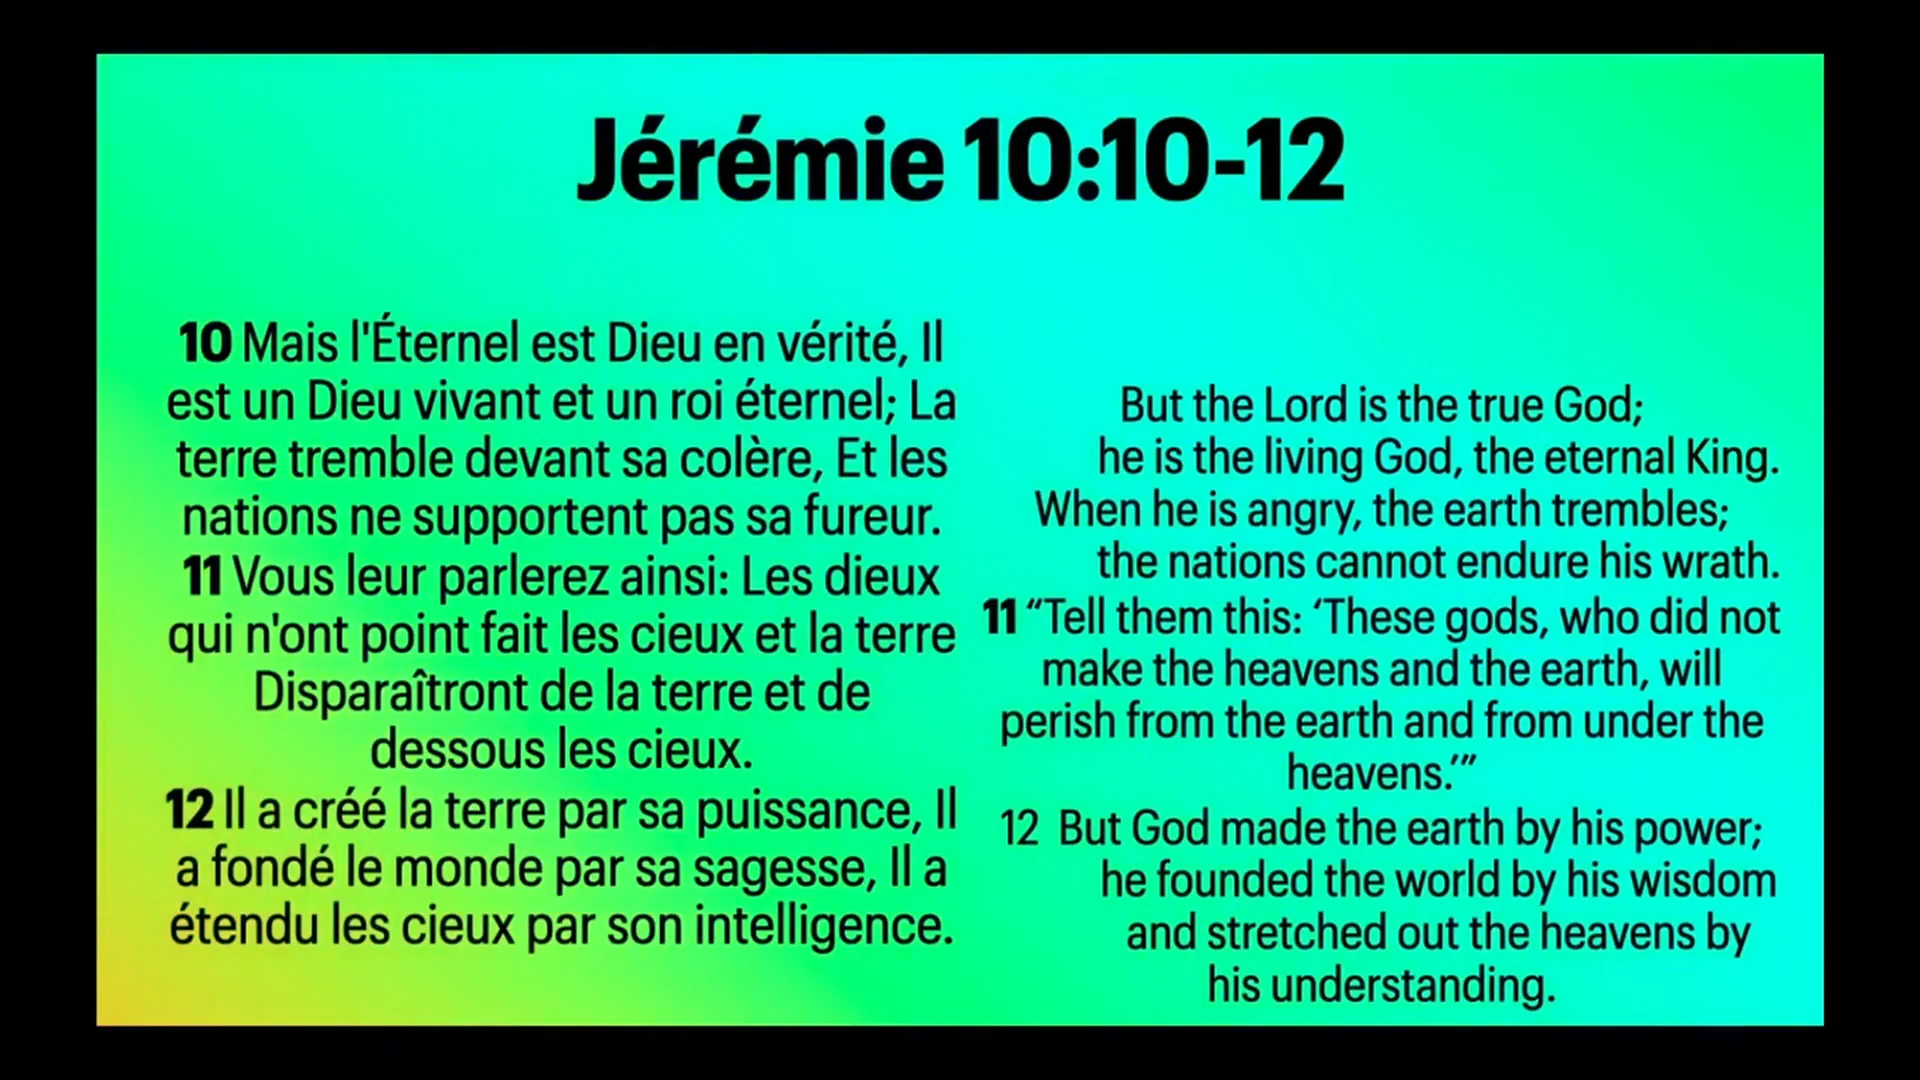 Jérémie 10:10-12
10 Mais l'Éternel est Dieu en vérité, Il
est un Dieu vivant et un roi éternel; La
terre tremble devant sa colère, Et les
nations ne supportent pas sa fureur.
11 Vous leur parlerez ainsi: Les dieux
qui n'ont point fait les cieux et la terre
Disparaîtront de la terre et de
dessous les cieux.
12 Il a créé la terre par sa puissance, Il
a fondé le monde par sa sagesse, Il a
étendu les cieux par son intelligence.
But the Lord is the true God;
he is the living God, the eternal King.
When he is angry, the earth trembles;
the nations cannot endure his wrath.
11 “Tell them this: ‘These gods, who did not
make the heavens and the earth, will
perish from the earth and from under the
heavens.’”
12 But God made the earth by his power;
he founded the world by his wisdom
and stretched out the heavens by
his understanding.